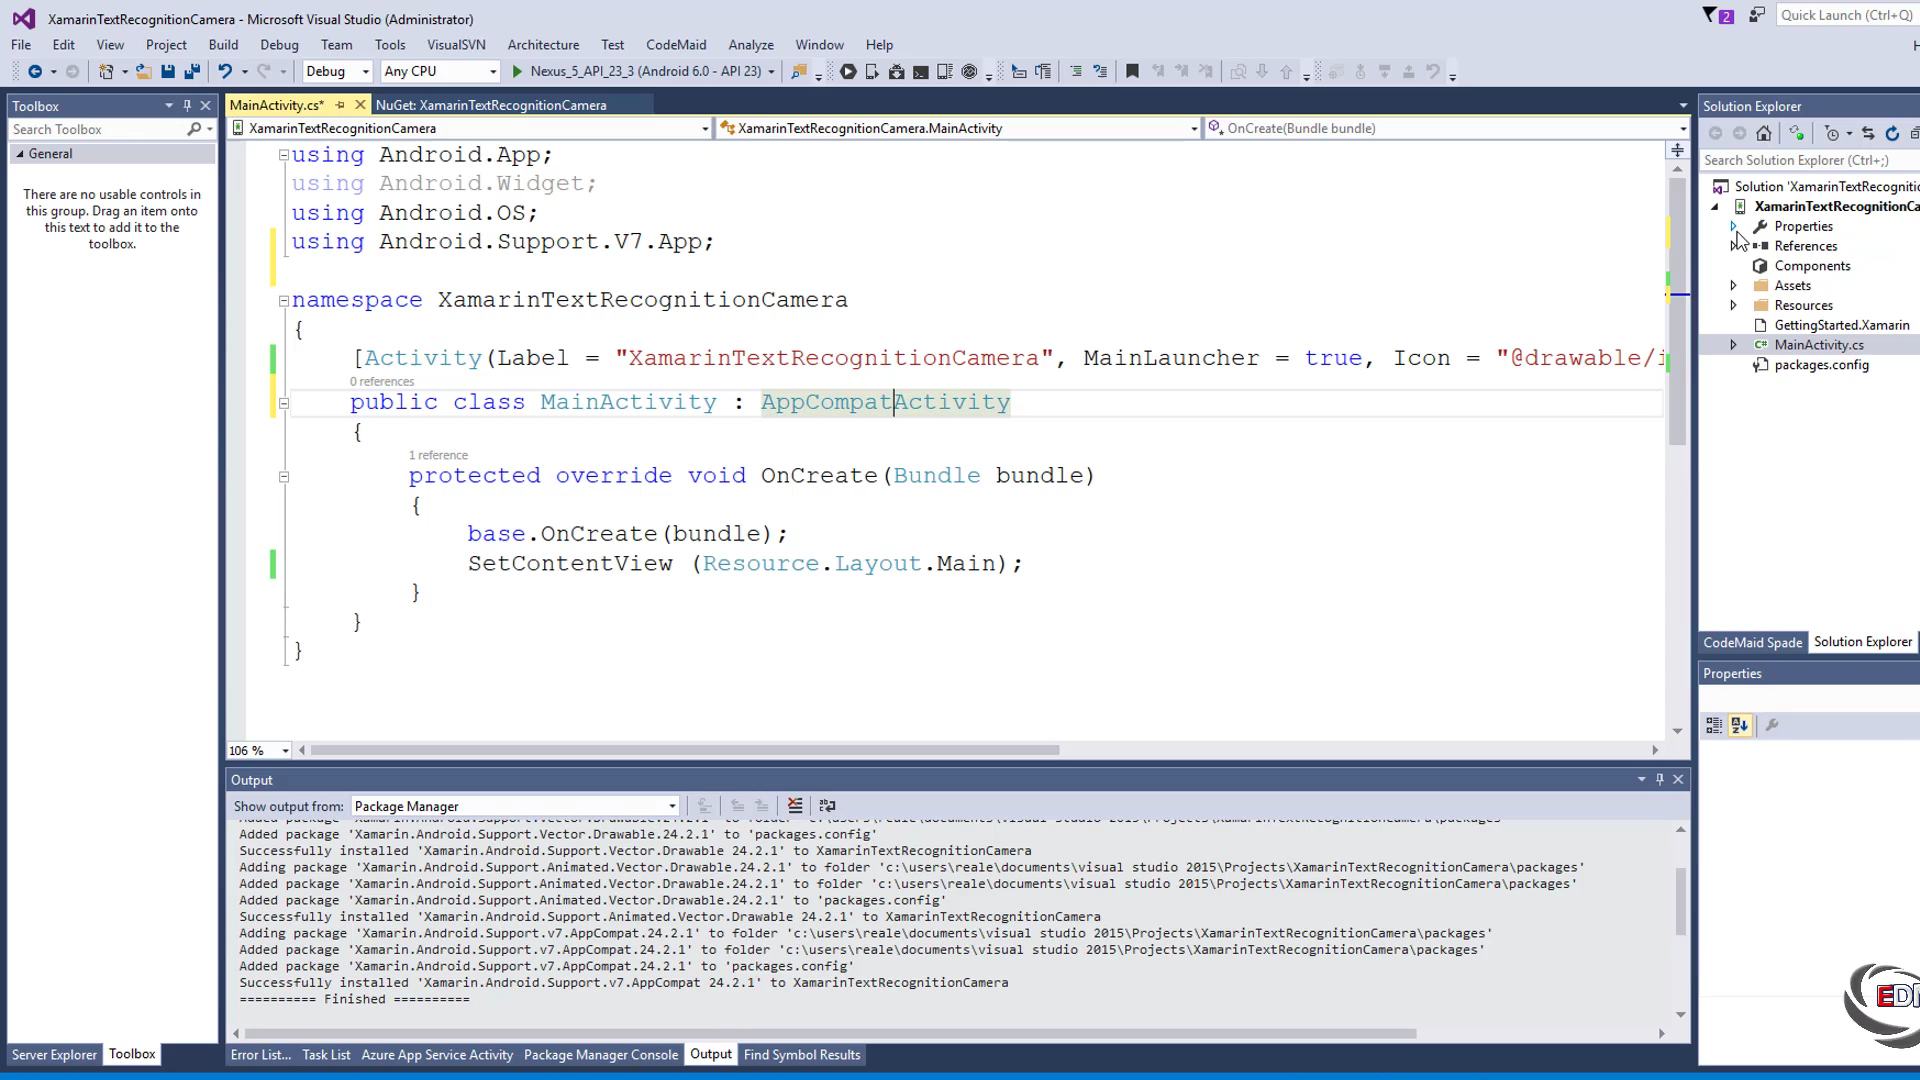 XamarinTextRecognitionCamera - Microsoft Visual Studio (Administrator)
2
Quick Launch (Ctrl+Q)
File Edit View Project Build Debug Team Tools VisualSVN Architecture Test CodeMaid Analyze Window Help
Debug Any CPU Nexus_5_API_23_3 (Android 6.0 - API 23)
Toolbox
Search Toolbox
General
There are no usable controls in
this group. Drag an item onto
this text to add it to the
toolbox.
MainActivity.cs* NuGet: XamarinTextRecognitionCamera
XamarinTextRecognitionCamera XamarinTextRecognitionCamera.MainActivity OnCreate(Bundle bundle)
using Android.App;
using Android.Widget;
using Android.OS;
using Android.Support.V7.App;
namespace XamarinTextRecognitionCamera
{
[Activity(Label = "XamarinTextRecognitionCamera", MainLauncher = true, Icon = "@drawable/i
0 references
public class MainActivity : AppCompatActivity
{
1 reference
protected override void OnCreate(Bundle bundle)
{
base.OnCreate(bundle);
SetContentView (Resource.Layout.Main);
}
}
}
106 %
Solution Explorer
Search Solution Explorer (Ctrl+;)
Solution 'XamarinTextRecogniti
XamarinTextRecognitionCa
Properties
References
Components
Assets
Resources
GettingStarted.Xamarin
C# MainActivity.cs
packages.config
CodeMaid Spade Solution Explorer
Properties
Output
Show output from: Package Manager
Added package 'Xamarin.Android.Support.Vector.Drawable.24.2.1' to 'packages.config'
Successfully installed 'Xamarin.Android.Support.Vector.Drawable 24.2.1' to XamarinTextRecognitionCamera
Adding package 'Xamarin.Android.Support.Animated.Vector.Drawable.24.2.1' to folder 'c:\users\reale\documents\visual studio 2015\Projects\XamarinTextRecognitionCamera\packages'
Added package 'Xamarin.Android.Support.Animated.Vector.Drawable.24.2.1' to folder 'c:\users\reale\documents\visual studio 2015\Projects\XamarinTextRecognitionCamera\packages'
Added package 'Xamarin.Android.Support.Animated.Vector.Drawable.24.2.1' to 'packages.config'
Successfully installed 'Xamarin.Android.Support.Animated.Vector.Drawable 24.2.1' to XamarinTextRecognitionCamera
Adding package 'Xamarin.Android.Support.v7.AppCompat.24.2.1' to folder 'c:\users\reale\documents\visual studio 2015\Projects\XamarinTextRecognitionCamera\packages'
Added package 'Xamarin.Android.Support.v7.AppCompat.24.2.1' to folder 'c:\users\reale\documents\visual studio 2015\Projects\XamarinTextRecognitionCamera\packages'
Added package 'Xamarin.Android.Support.v7.AppCompat.24.2.1' to 'packages.config'
Successfully installed 'Xamarin.Android.Support.v7.AppCompat 24.2.1' to XamarinTextRecognitionCamera
========== Finished ==========
Server Explorer Toolbox
Error List... Task List Azure App Service Activity Package Manager Console Output Find Symbol Results